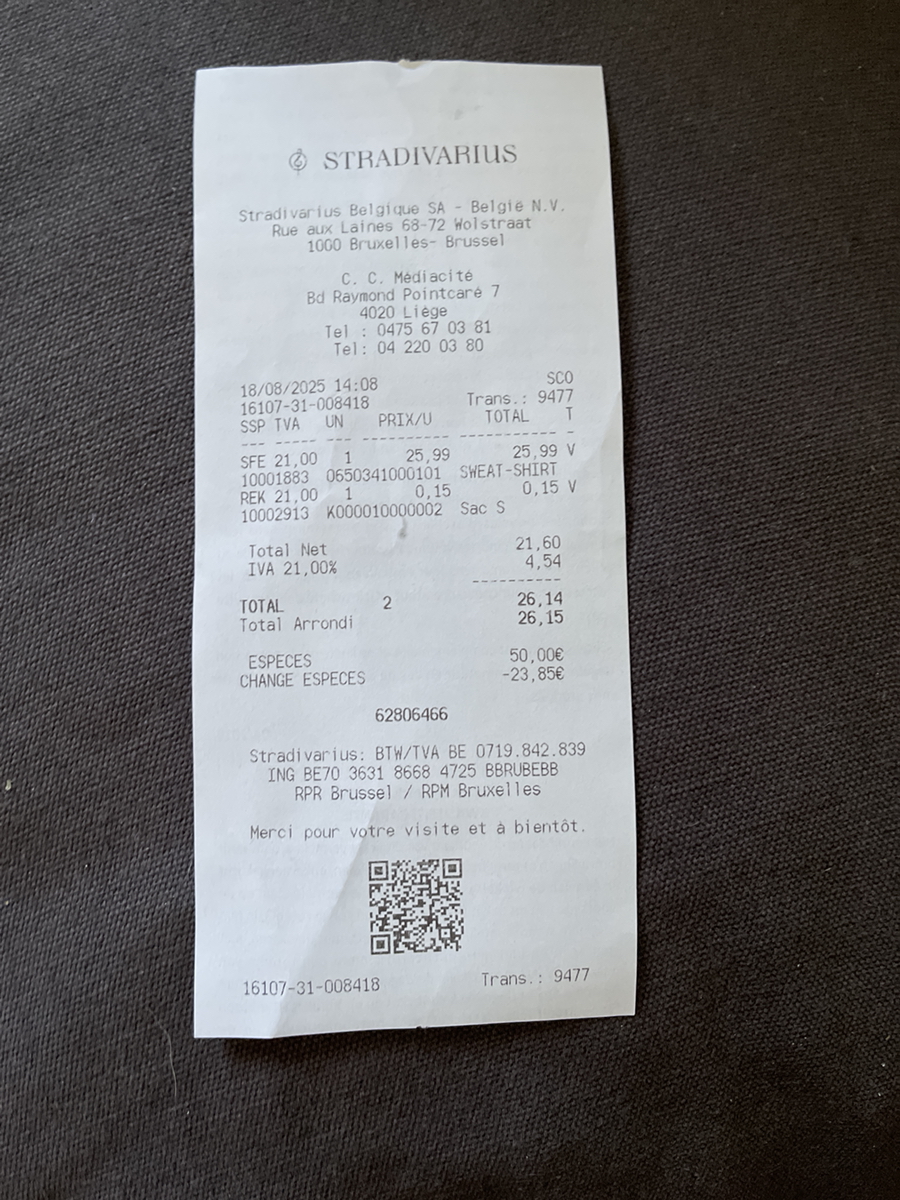 STRADIVARIUS
Stradivarius Belgique SA - België N.V.
Rue aux Laines 68-72 Wolstraat
1000 Bruxelles- Brussel
C. C. Médiacité
Bd Raymond Pointcaré 7
4020 Liège
Tel : 0475 67 03 81
Tel: 04 220 03 80
18/08/2025 14:08 SCO
16107-31-008418 Trans.: 9477
SSP TVA UN PRIX/U TOTAL T
--- ----- --- ---------- ----------- -
SFE 21,00 1 25,99 25,99 V
10001883 0650341000101 SWEAT-SHIRT
REK 21,00 1 0,15 0,15 V
10002913 K000010000002 Sac S
Total Net 21,60
IVA 21,00% 4,54
----------
TOTAL 2 26,14
Total Arrondi 26,15
ESPECES 50,00€
CHANGE ESPECES -23,85€
62806466
Stradivarius: BTW/TVA BE 0719.842.839
ING BE70 3631 8668 4725 BBRUBEBB
RPR Brussel / RPM Bruxelles
Merci pour votre visite et à bientôt.
16107-31-008418 Trans.: 9477